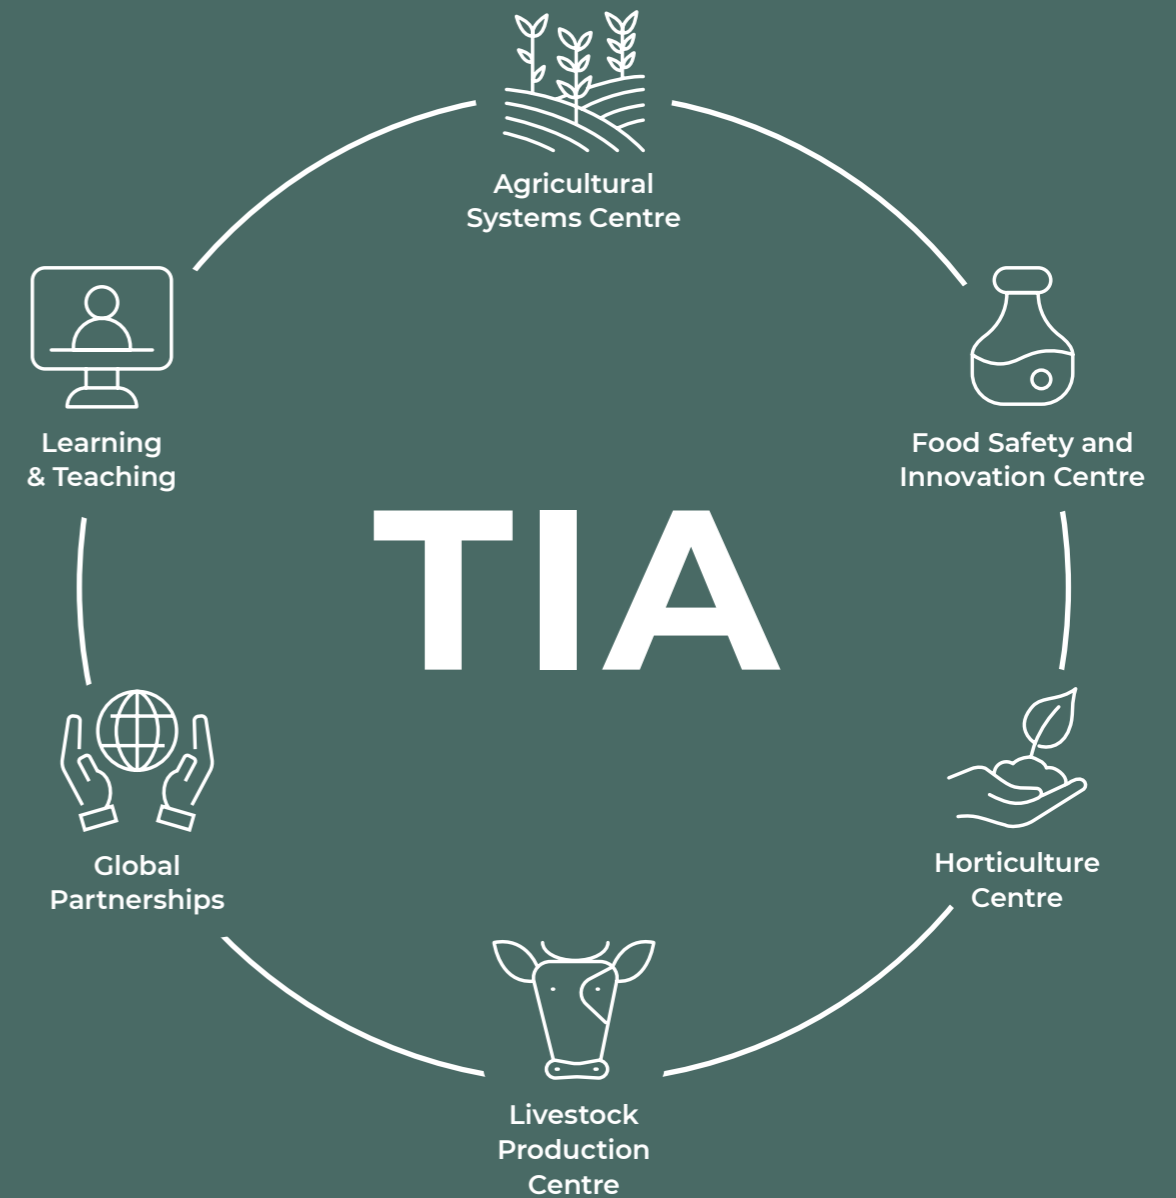 Agricultural
Systems Centre
Learning
& Teaching
Food Safety and
Innovation Centre
TIA
Global
Partnerships
Horticulture
Centre
Livestock
Production
Centre